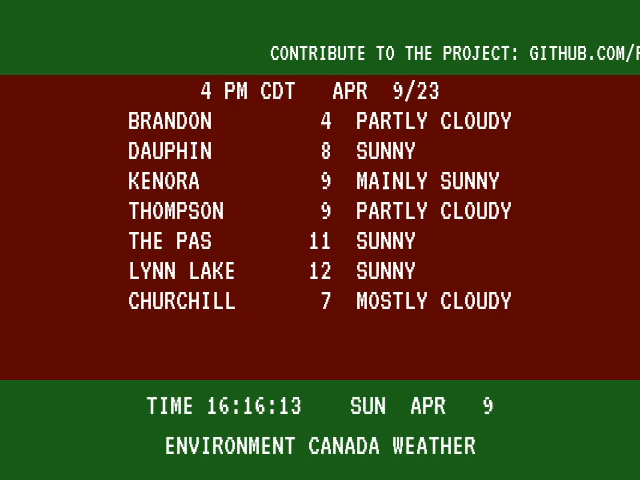 CONTRIBUTE TO THE PROJECT: GITHUB.COM/
4 PM CDT APR 9/23
BRANDON 4 PARTLY CLOUDY
DAUPHIN 8 SUNNY
KENORA 9 MAINLY SUNNY
THOMPSON 9 PARTLY CLOUDY
THE PAS 11 SUNNY
LYNN LAKE 12 SUNNY
CHURCHILL 7 MOSTLY CLOUDY
TIME 16:16:13 SUN APR 9
ENVIRONMENT CANADA WEATHER